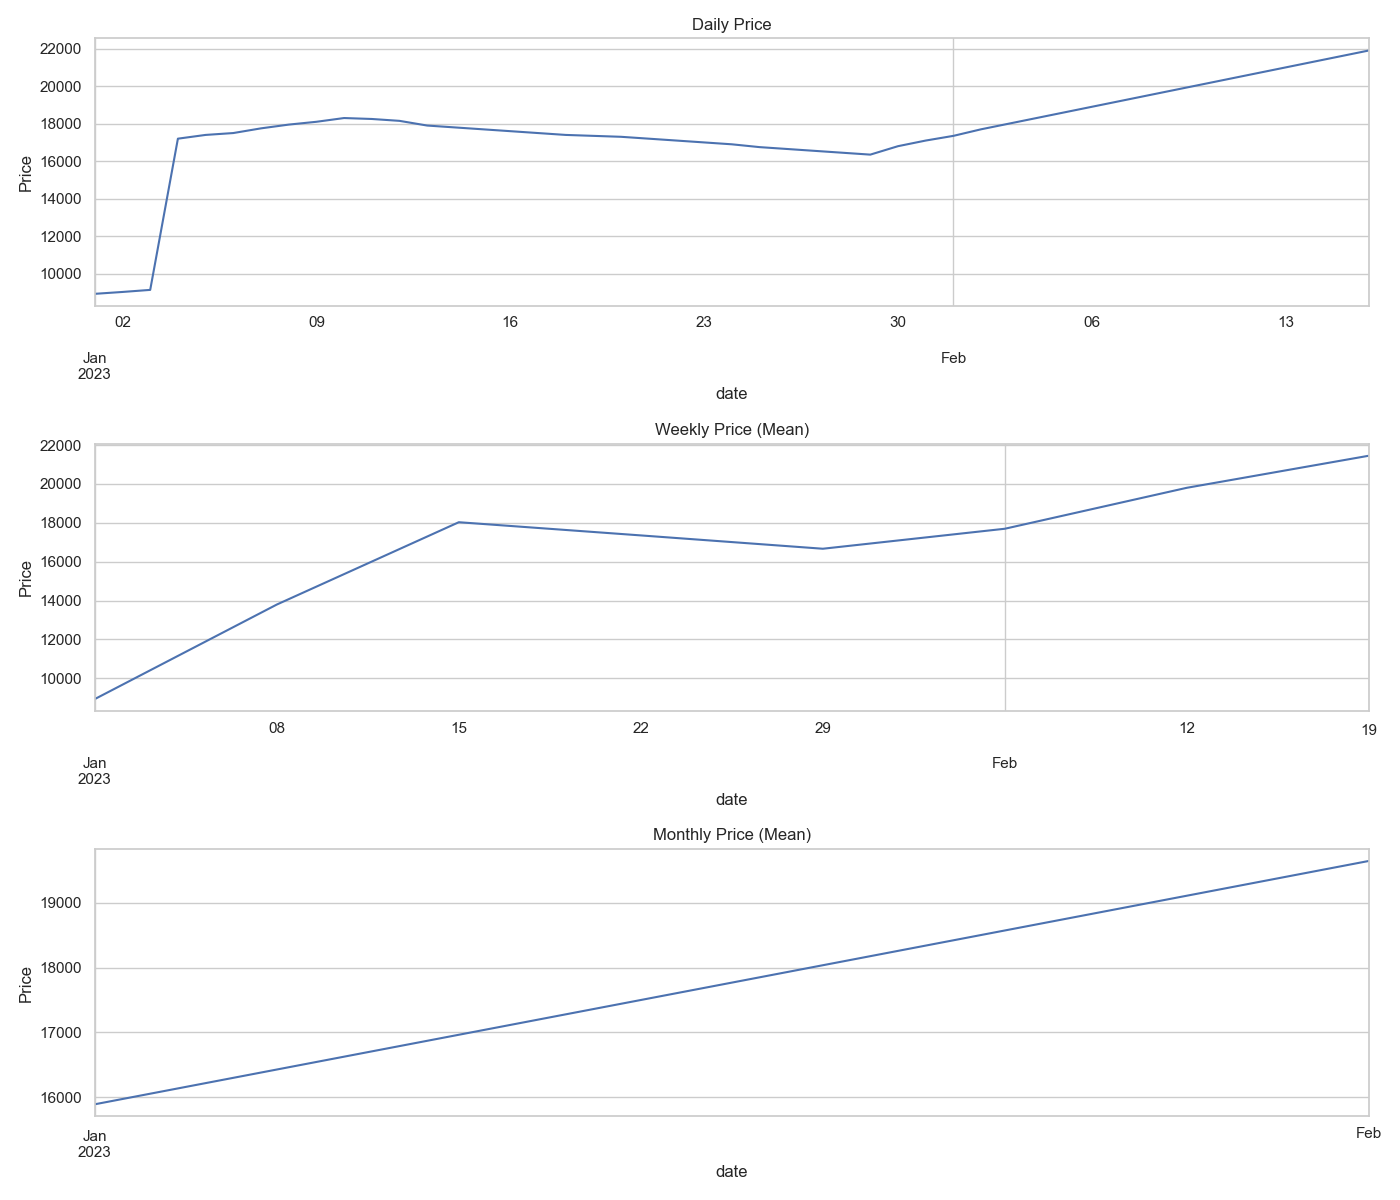 Daily Price
22000
20000
18000
16000
14000
12000
10000
Price
02 09 16 23 30 06 13
Jan Feb
2023
date
Weekly Price (Mean)
22000
20000
18000
16000
14000
12000
10000
Price
08 15 22 29 12 19
Jan Feb
2023
date
Monthly Price (Mean)
19000
18000
17000
16000
Price
Jan Feb
2023
date